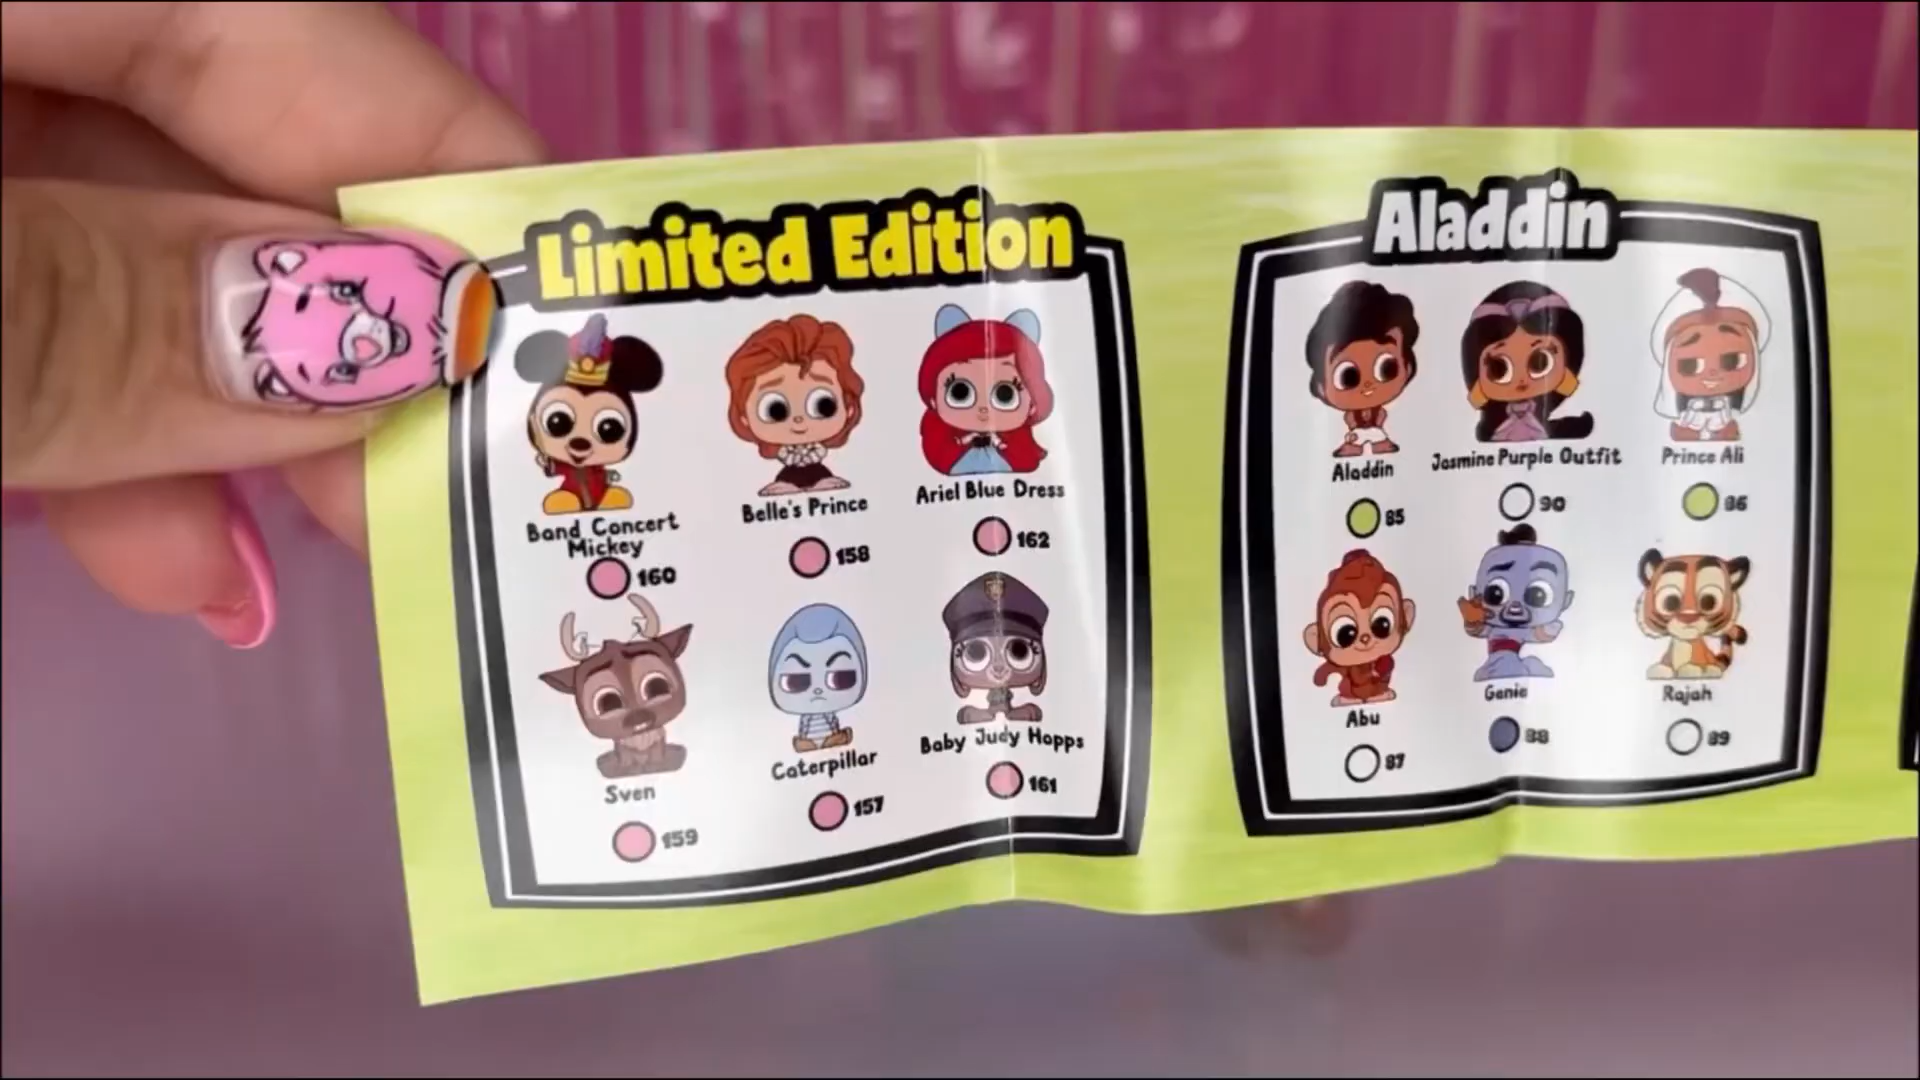 Limited Edition
Band Concert
Mickey
160
Belle's Prince
158
Ariel Blue Dress
162
Sven
159
Caterpillar
157
Baby Judy Hopps
161
Aladdin
Aladdin
85
Jasmine Purple Outfit
90
Prince Ali
86
Abu
87
Genie
88
Rajah
89